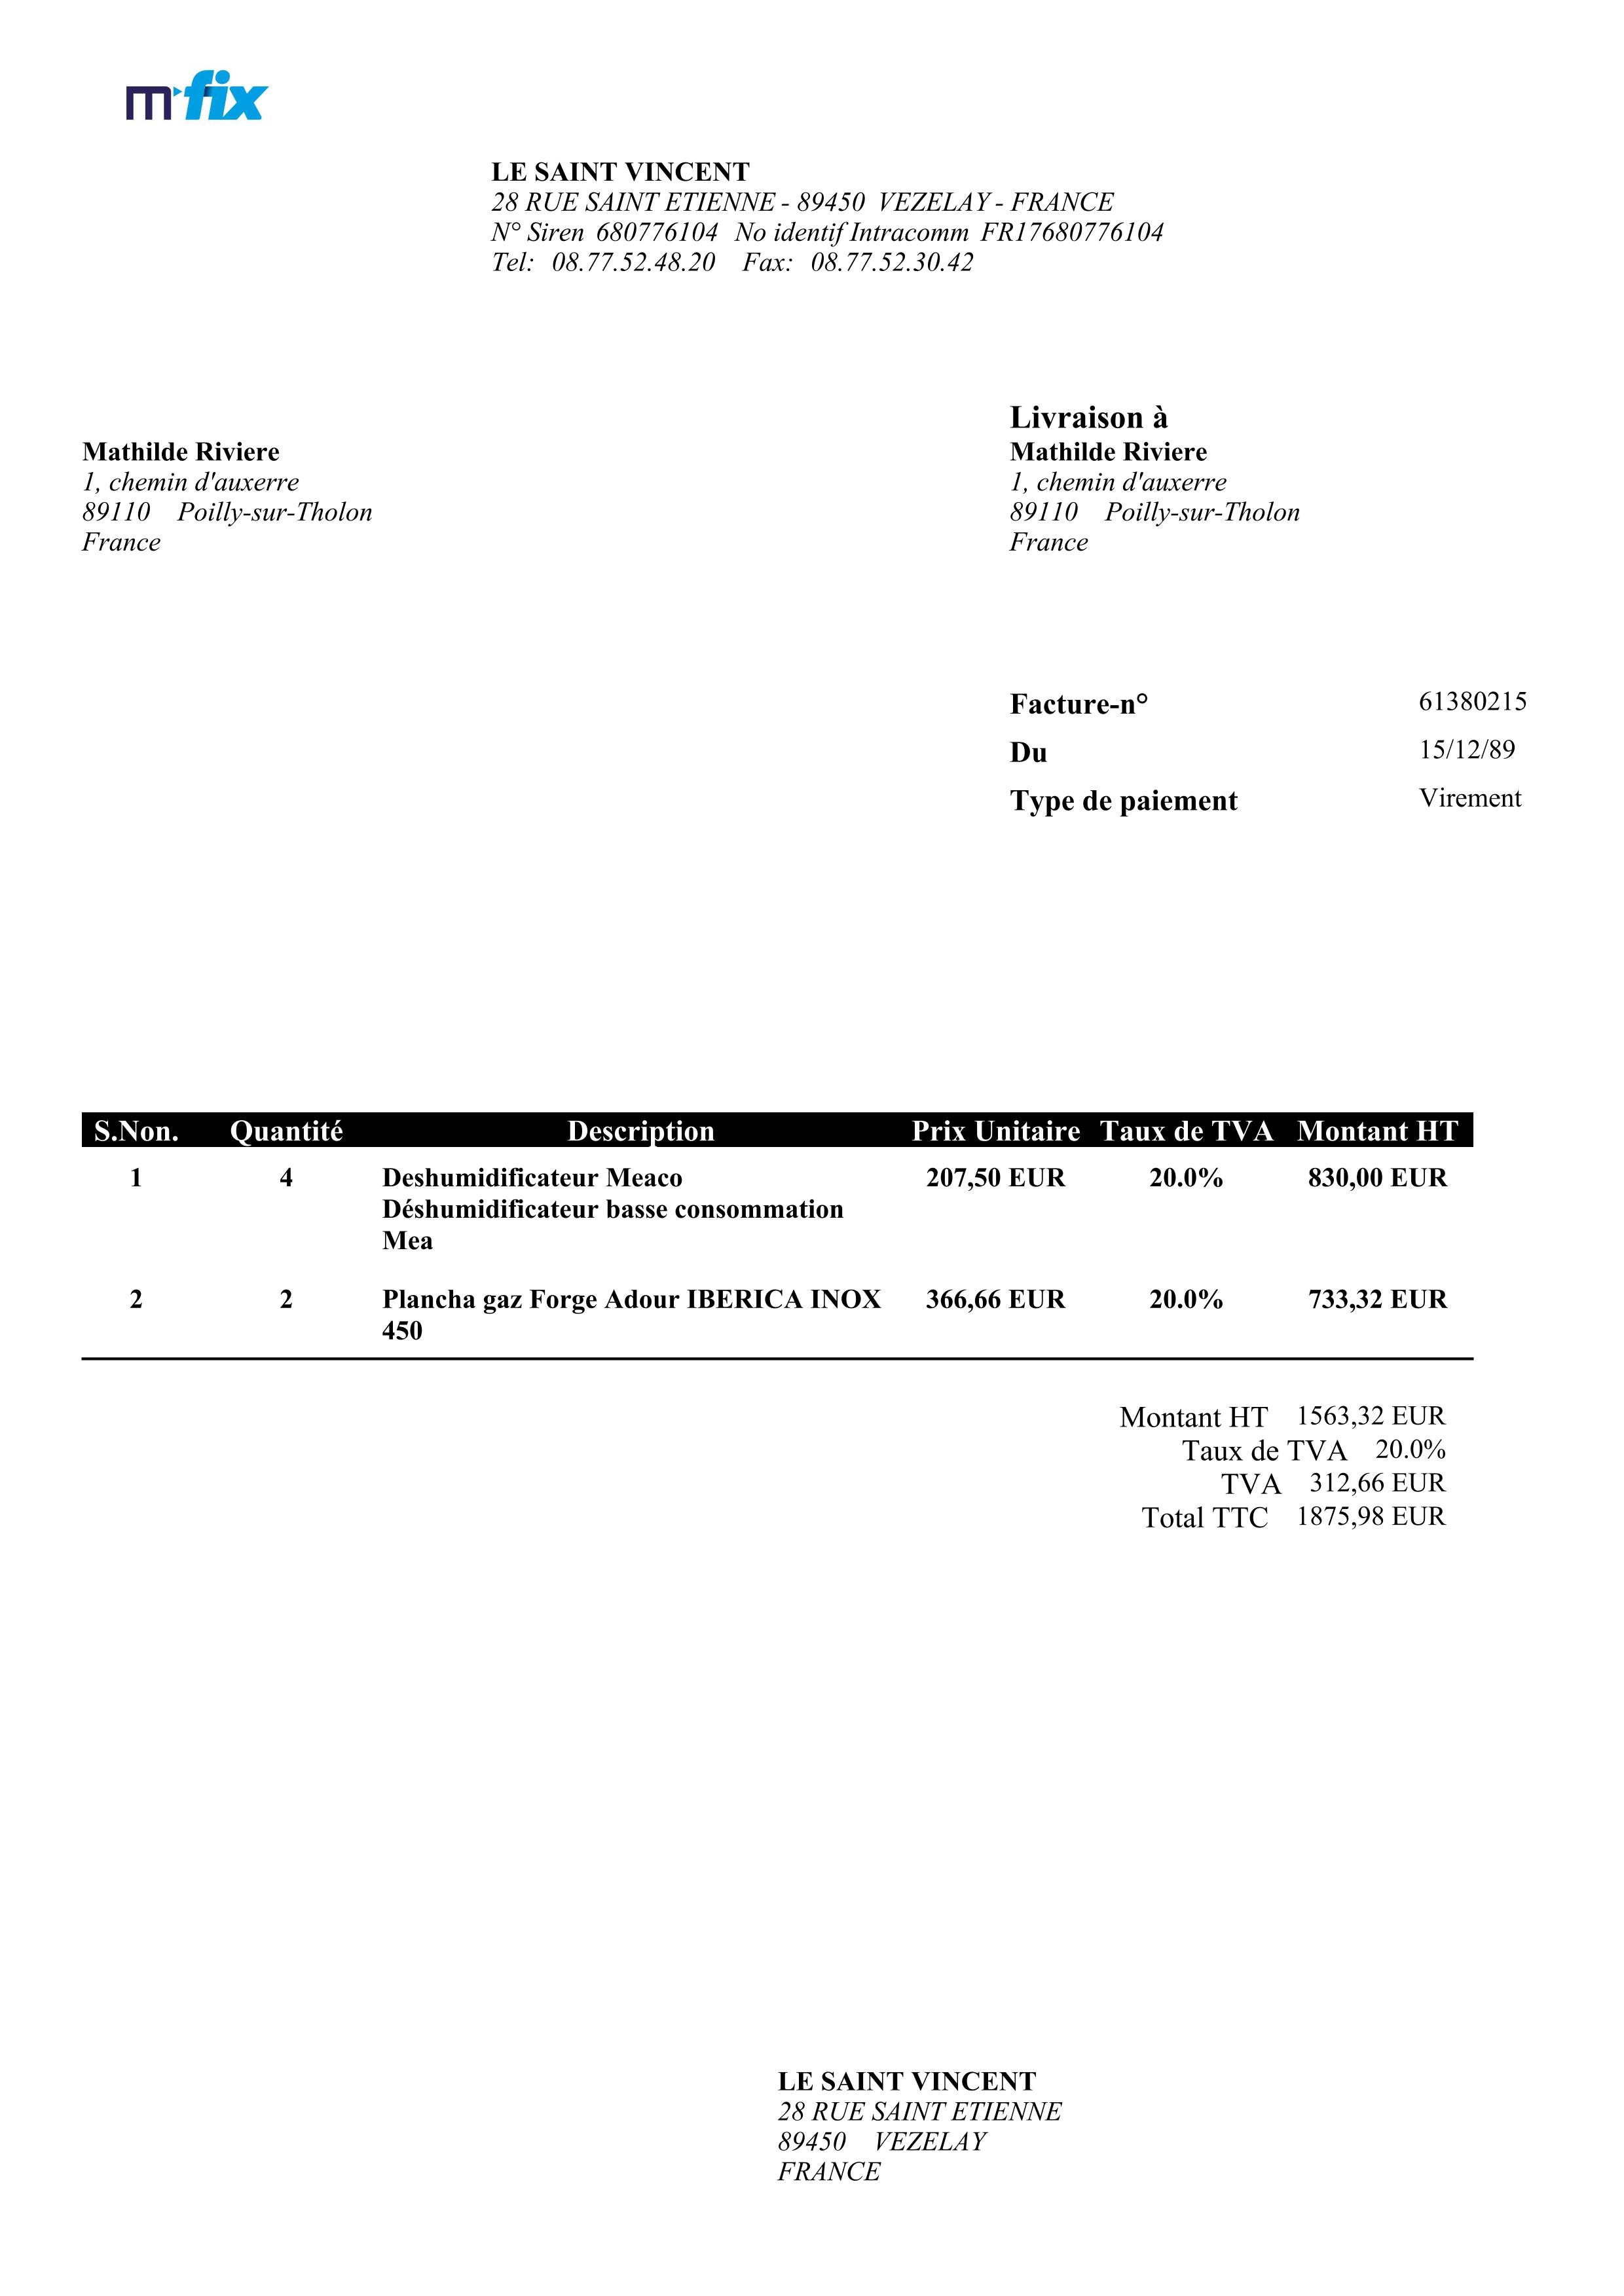 m fix
LE SAINT VINCENT
28 RUE SAINT ETIENNE - 89450 VEZELAY - FRANCE
N° Siren 680776104 No identif Intracomm FR17680776104
Tel: 08.77.52.48.20 Fax: 08.77.52.30.42
Mathilde Riviere
1, chemin d'auxerre
89110 Poilly-sur-Tholon
France
Livraison à
Mathilde Riviere
1, chemin d'auxerre
89110 Poilly-sur-Tholon
France
Facture-n° 61380215
Du 15/12/89
Type de paiement Virement
S.Non. Quantité Description Prix Unitaire Taux de TVA Montant HT
1 4 Deshumidificateur Meaco 207,50 EUR 20.0% 830,00 EUR
Déshumidificateur basse consommation
Mea
2 2 Plancha gaz Forge Adour IBERICA INOX 366,66 EUR 20.0% 733,32 EUR
450
Montant HT 1563,32 EUR
Taux de TVA 20.0%
TVA 312,66 EUR
Total TTC 1875,98 EUR
LE SAINT VINCENT
28 RUE SAINT ETIENNE
89450 VEZELAY
FRANCE